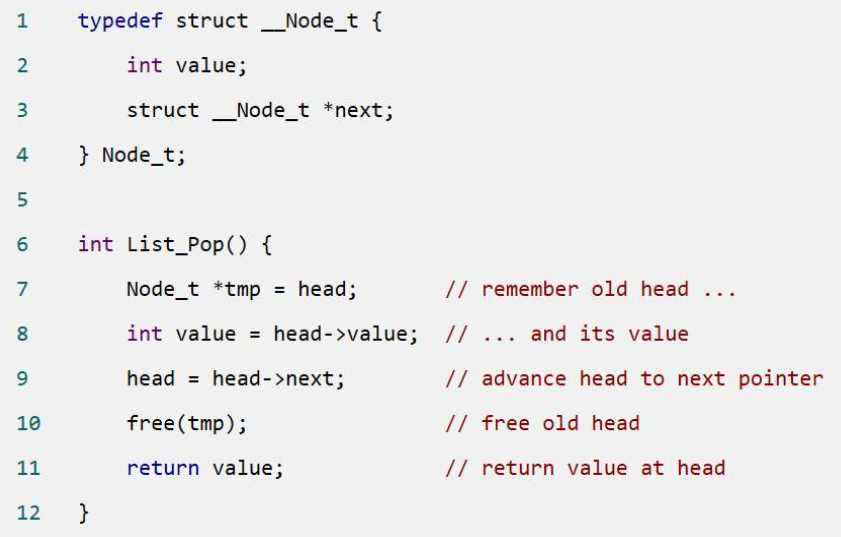 1 typedef struct __Node_t {
2 int value;
3 struct __Node_t *next;
4 } Node_t;
5
6 int List_Pop() {
7 Node_t *tmp = head; // remember old head ...
8 int value = head->value; // ... and its value
9 head = head->next; // advance head to next pointer
10 free(tmp); // free old head
11 return value; // return value at head
12 }